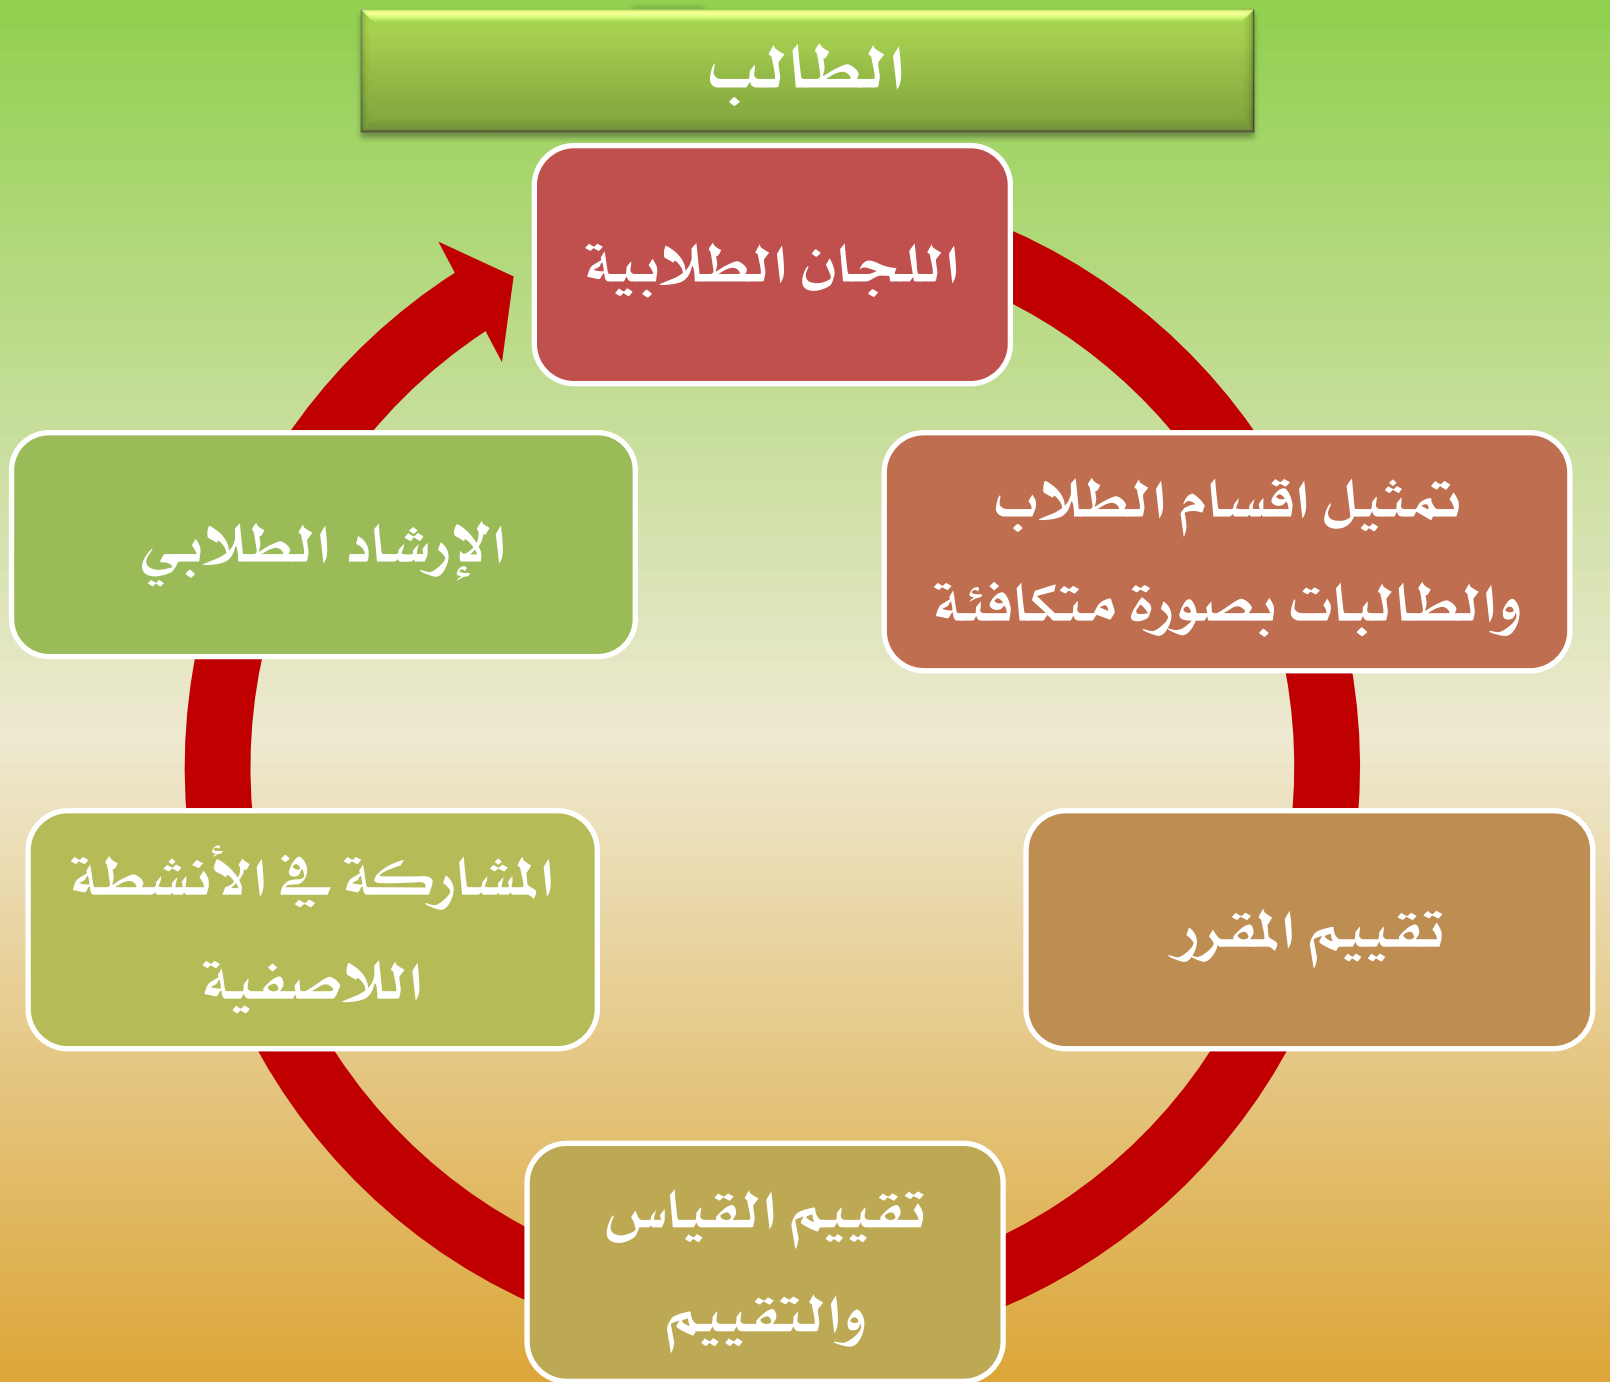 الطالب
اللجان الطلابية
تمثيل اقسام الطلاب
والطالبات بصورة متكافئة
تقييم المقرر
تقييم القياس
والتقييم
المشاركة في الأنشطة
اللاصفية
الإرشاد الطلابي